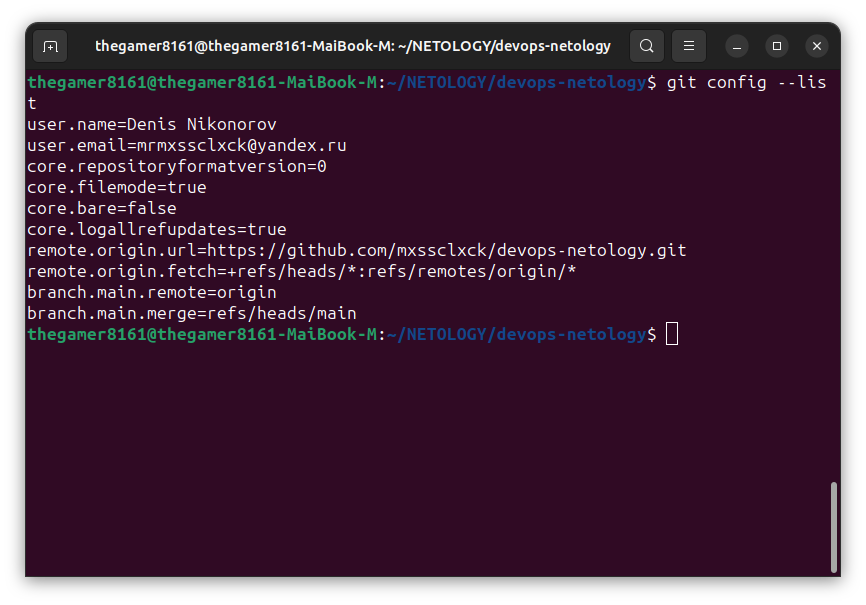 thegamer8161@thegamer8161-MaiBook-M: ~/NETOLOGY/devops-netology
thegamer8161@thegamer8161-MaiBook-M:~/NETOLOGY/devops-netology$ git config --lis
t
user.name=Denis Nikonorov
user.email=mrmxssclxck@yandex.ru
core.repositoryformatversion=0
core.filemode=true
core.bare=false
core.logallrefupdates=true
remote.origin.url=https://github.com/mxssclxck/devops-netology.git
remote.origin.fetch=+refs/heads/*:refs/remotes/origin/*
branch.main.remote=origin
branch.main.merge=refs/heads/main
thegamer8161@thegamer8161-MaiBook-M:~/NETOLOGY/devops-netology$